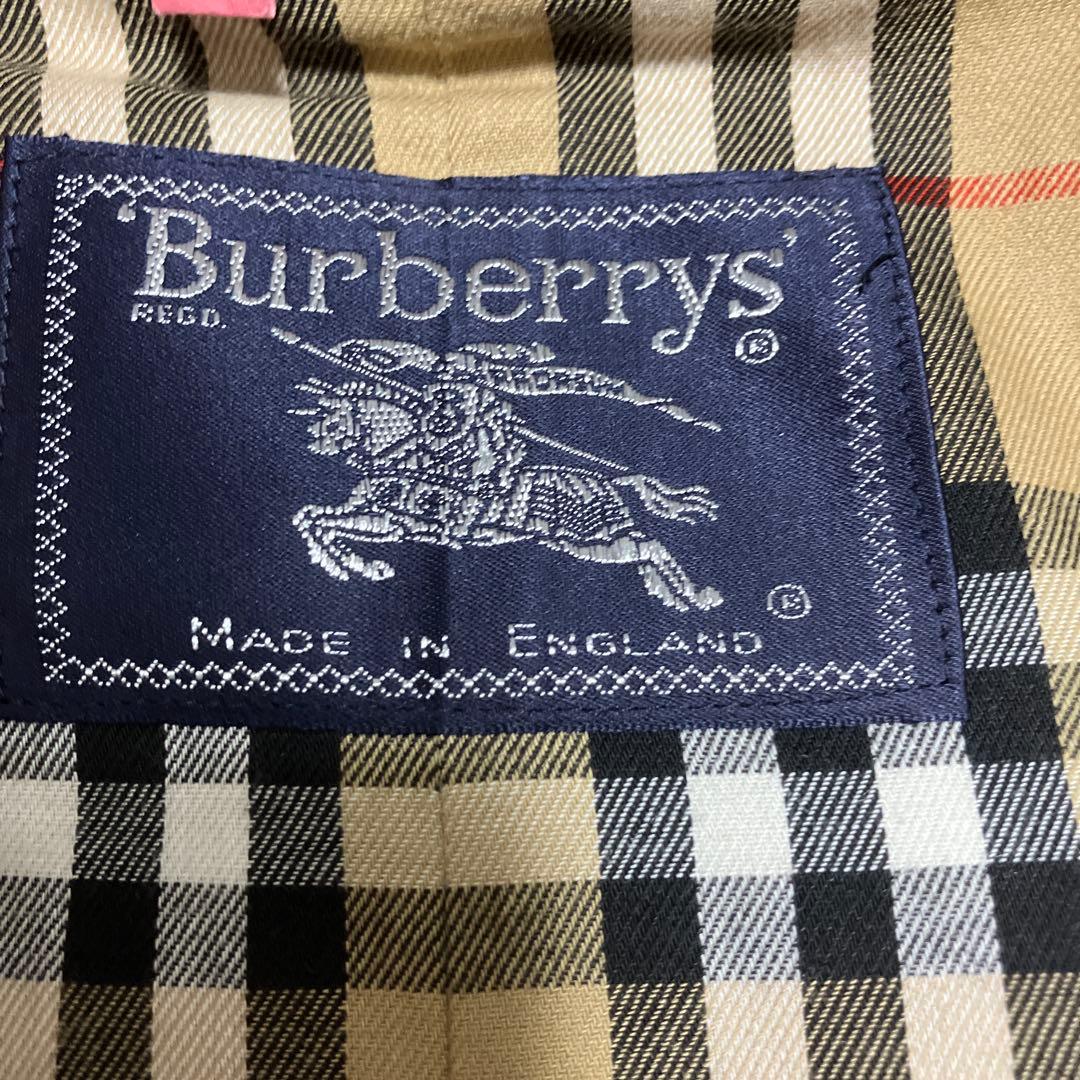 'Burberrys'
REGD.
®
®
MADE IN ENGLAND